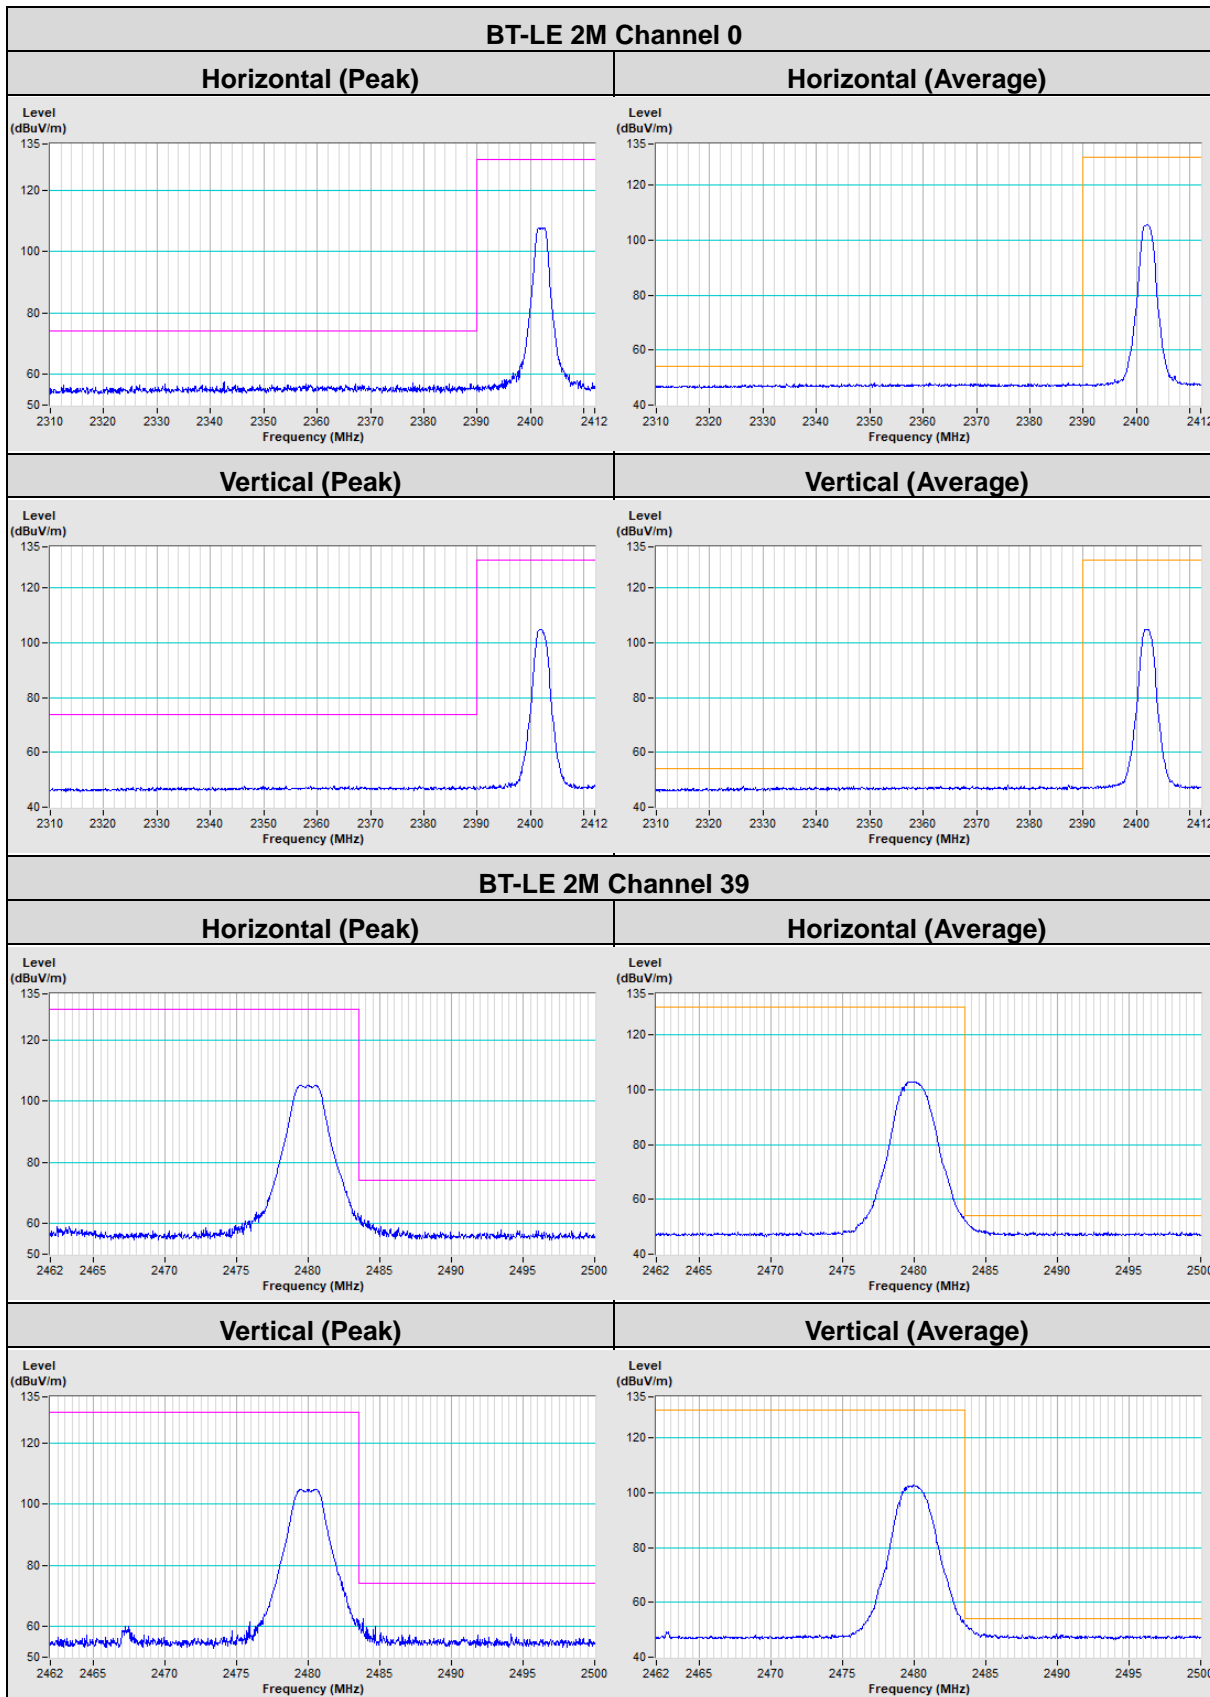 BT-LE 2M Channel 0
Horizontal (Peak)
Horizontal (Average)
Level
(dBuV/m)
135
120
100
80
60
50
2310 2320 2330 2340 2350 2360 2370 2380 2390 2400 2412
Frequency (MHz)
Level
(dBuV/m)
135
120
100
80
60
40
2310 2320 2330 2340 2350 2360 2370 2380 2390 2400 2412
Frequency (MHz)
Vertical (Peak)
Vertical (Average)
Level
(dBuV/m)
135
120
100
80
60
40
2310 2320 2330 2340 2350 2360 2370 2380 2390 2400 2412
Frequency (MHz)
Level
(dBuV/m)
135
120
100
80
60
40
2310 2320 2330 2340 2350 2360 2370 2380 2390 2400 2412
Frequency (MHz)
BT-LE 2M Channel 39
Horizontal (Peak)
Horizontal (Average)
Level
(dBuV/m)
135
120
100
80
60
50
2462 2465 2470 2475 2480 2485 2490 2495 2500
Frequency (MHz)
Level
(dBuV/m)
135
120
100
80
60
40
2462 2465 2470 2475 2480 2485 2490 2495 2500
Frequency (MHz)
Vertical (Peak)
Vertical (Average)
Level
(dBuV/m)
135
120
100
80
60
50
2462 2465 2470 2475 2480 2485 2490 2495 2500
Frequency (MHz)
Level
(dBuV/m)
135
120
100
80
60
40
2462 2465 2470 2475 2480 2485 2490 2495 2500
Frequency (MHz)